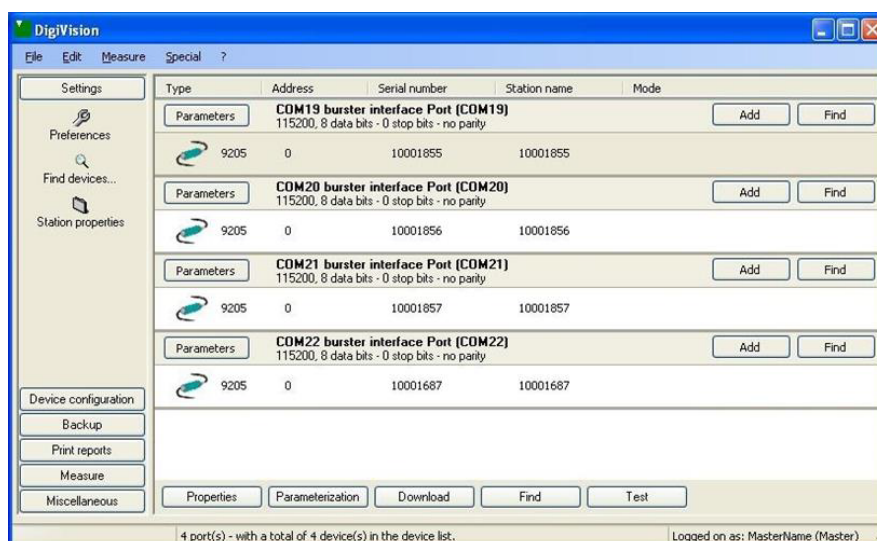 DigiVision
File Edit Measure Special ?
Settings
Preferences
Find devices...
Station properties
Device configuration
Backup
Print reports
Measure
Miscellaneous
Type Address Serial number Station name Mode
Parameters COM19 burster interface Port (COM19) Add Find
115200, 8 data bits - 0 stop bits - no parity
9205 0 10001855 10001855
Parameters COM20 burster interface Port (COM20) Add Find
115200, 8 data bits - 0 stop bits - no parity
9205 0 10001856 10001856
Parameters COM21 burster interface Port (COM21) Add Find
115200, 8 data bits - 0 stop bits - no parity
9205 0 10001857 10001857
Parameters COM22 burster interface Port (COM22) Add Find
115200, 8 data bits - 0 stop bits - no parity
9205 0 10001687 10001687
Properties Parameterization Download Find Test
4 port(s) - with a total of 4 device(s) in the device list. Logged on as: MasterName (Master)